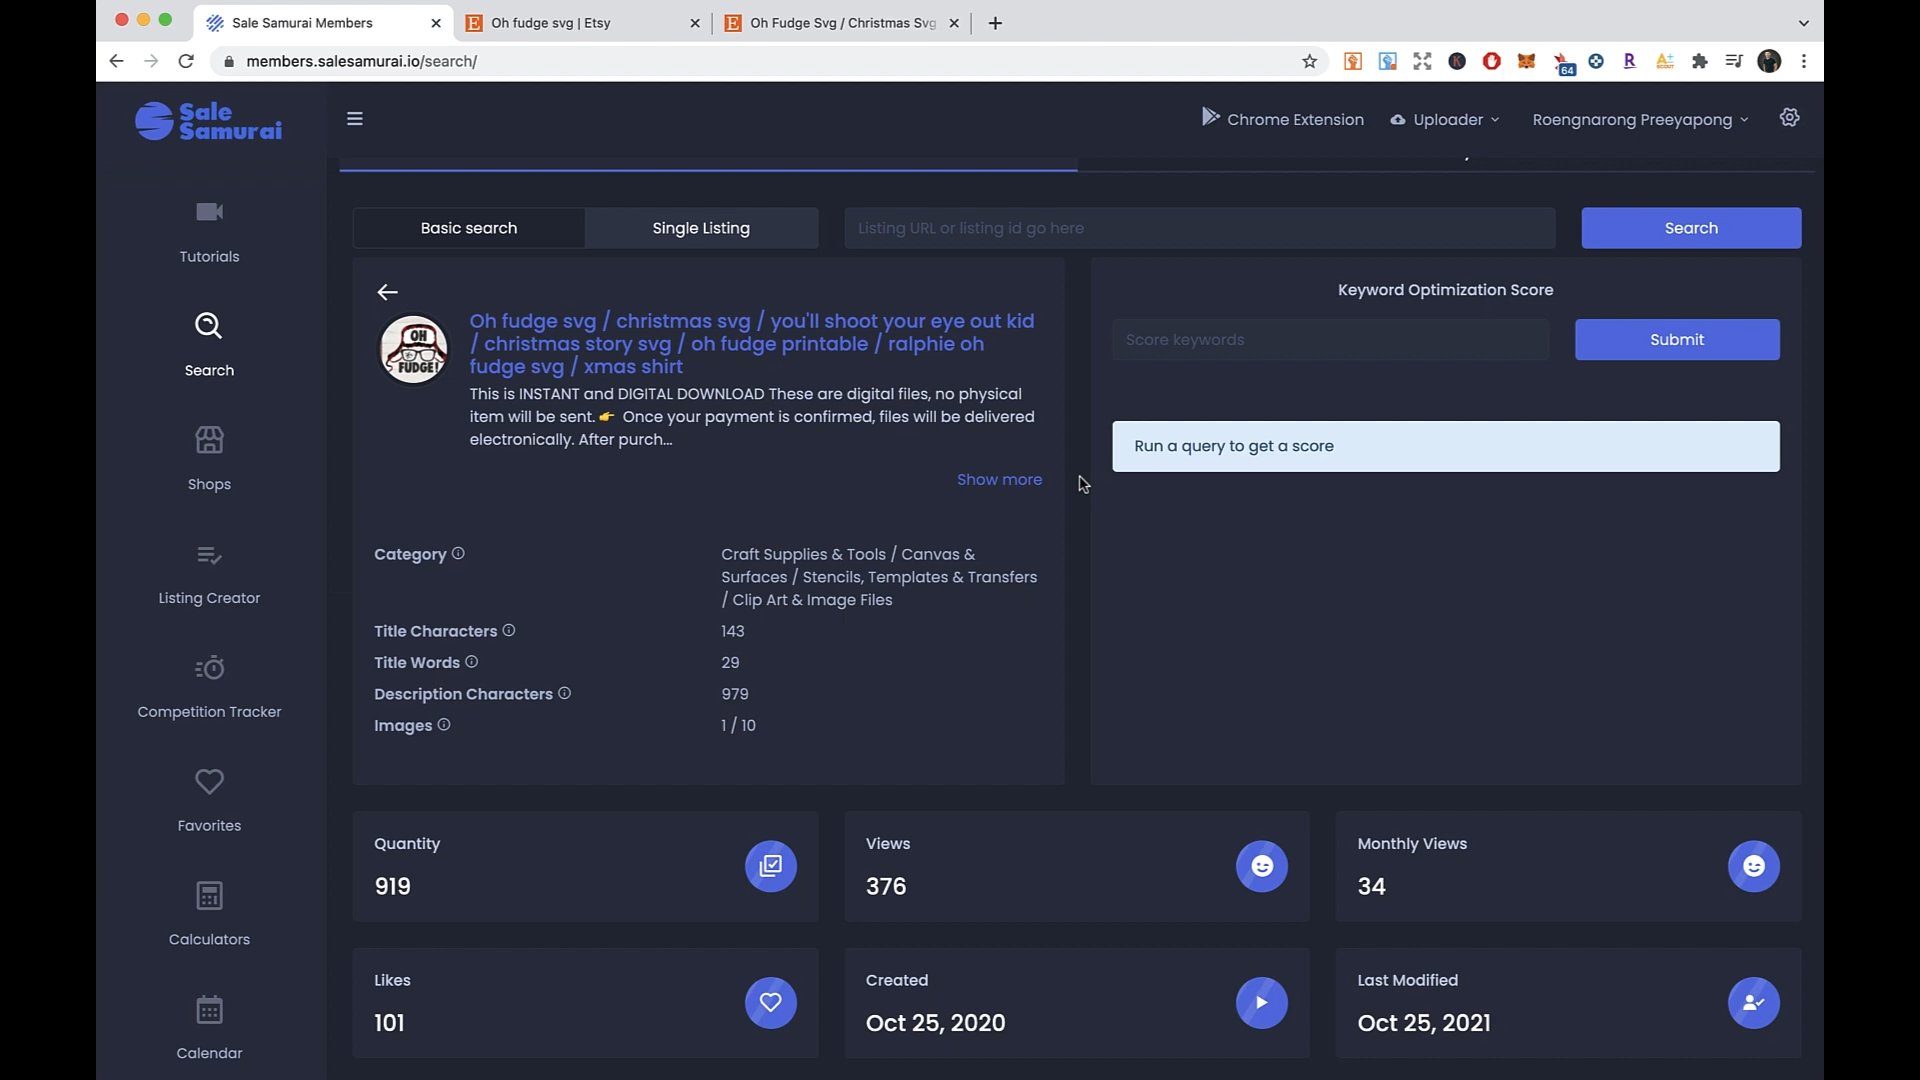 Sale Samurai Members
Oh fudge svg | Etsy
Oh Fudge Svg / Christmas Svg
members.salesamurai.io/search/
64
Sale
Samurai
Chrome Extension
Uploader
Roengnarong Preeyapong
Tutorials
Search
Shops
Listing Creator
Competition Tracker
Favorites
Calculators
Calendar
Basic search
Single Listing
Listing URL or listing id go here
Search
OH
FUDGE!
Oh fudge svg / christmas svg / you'll shoot your eye out kid
/ christmas story svg / oh fudge printable / ralphie oh
fudge svg / xmas shirt
This is INSTANT and DIGITAL DOWNLOAD These are digital files, no physical
item will be sent. 👉 Once your payment is confirmed, files will be delivered
electronically. After purch...
Show more
Category
Craft Supplies & Tools / Canvas &
Surfaces / Stencils, Templates & Transfers
/ Clip Art & Image Files
Title Characters
143
Title Words
29
Description Characters
979
Images
1 / 10
Keyword Optimization Score
Score keywords
Submit
Run a query to get a score
Quantity
919
Views
376
Monthly Views
34
Likes
101
Created
Oct 25, 2020
Last Modified
Oct 25, 2021